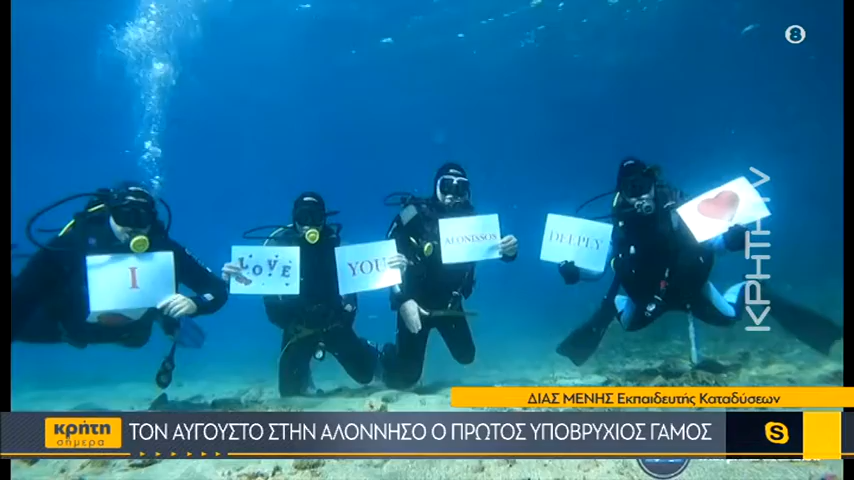 8
I
LOVE
YOU
ALONISSOS
DEEPLY
ΚΡΗΤΗ TV
ΔΙΑΣ ΜΕΝΗΣ Εκπαιδευτής Καταδύσεων
κρήτη
σήμερα
ΤΟΝ ΑΥΓΟΥΣΤΟ ΣΤΗΝ ΑΛΟΝΝΗΣΟ Ο ΠΡΩΤΟΣ ΥΠΟΒΡΥΧΙΟΣ ΓΑΜΟΣ